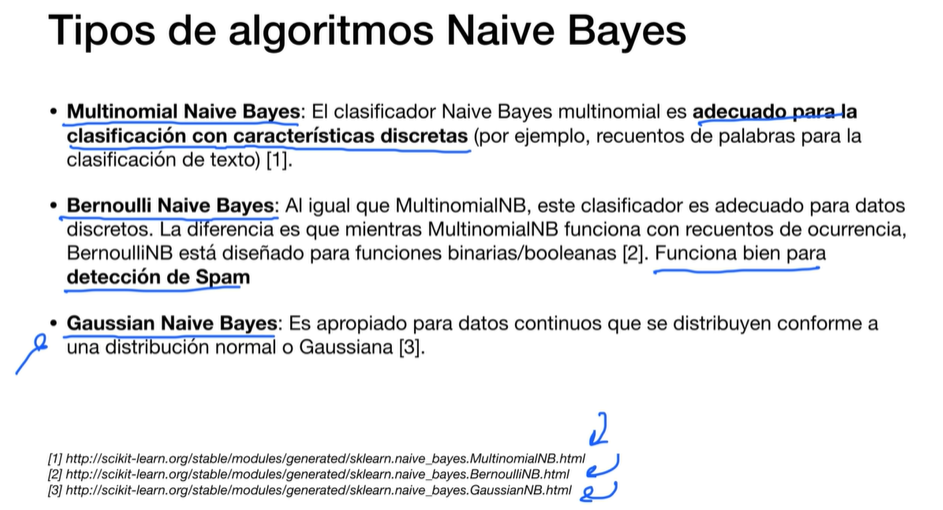 Tipos de algoritmos Naive Bayes
• Multinomial Naive Bayes: El clasificador Naive Bayes multinomial es adecuado para la
clasificación con características discretas (por ejemplo, recuentos de palabras para la
clasificación de texto) [1].
• Bernoulli Naive Bayes: Al igual que MultinomialNB, este clasificador es adecuado para datos
discretos. La diferencia es que mientras MultinomialNB funciona con recuentos de ocurrencia,
BernoulliNB está diseñado para funciones binarias/booleanas [2]. Funciona bien para
detección de Spam
• Gaussian Naive Bayes: Es apropiado para datos continuos que se distribuyen conforme a
una distribución normal o Gaussiana [3].
[1] http://scikit-learn.org/stable/modules/generated/sklearn.naive_bayes.MultinomialNB.html
[2] http://scikit-learn.org/stable/modules/generated/sklearn.naive_bayes.BernoulliNB.html
[3] http://scikit-learn.org/stable/modules/generated/sklearn.naive_bayes.GaussianNB.html